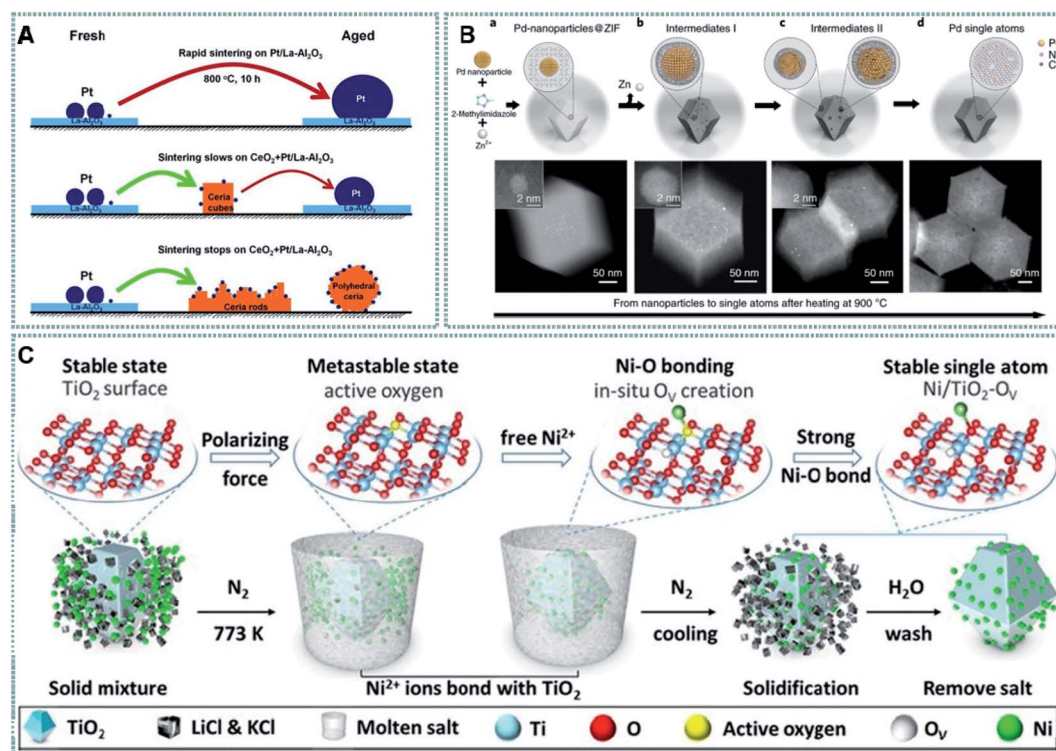 A
Fresh
Aged
Rapid sintering on Pt/La-Al₂O₃
800 °C, 10 h
Pt
Pt
La-Al₂O₃
La-Al₂O₃
Sintering slows on CeO₂+Pt/La-Al₂O₃
Pt
Ceria
cubes
Pt
La-Al₂O₃
La-Al₂O₃
Sintering stops on CeO₂+Pt/La-Al₂O₃
Pt
La-Al₂O₃
Ceria rods
Polyhedral
ceria
B
a
Pd-nanoparticles@ZIF
b
Intermediates I
c
Intermediates II
d
Pd single atoms
Pd nanoparticle
+
2-Methylimidazole
+
Zn²⁺
Zn
N
C
2 nm
50 nm
2 nm
50 nm
2 nm
50 nm
50 nm
From nanoparticles to single atoms after heating at 900 °C
C
Stable state
TiO₂ surface
Metastable state
active oxygen
Ni-O bonding
in-situ Oᵥ creation
Stable single atom
Ni/TiO₂-Oᵥ
Polarizing
force
free Ni²⁺
Strong
Ni-O bond
N₂
773 K
N₂
cooling
H₂O
wash
Solid mixture
Ni²⁺ ions bond with TiO₂
Solidification
Remove salt
TiO₂
LiCl & KCl
Molten salt
Ti
O
Active oxygen
Oᵥ
Ni